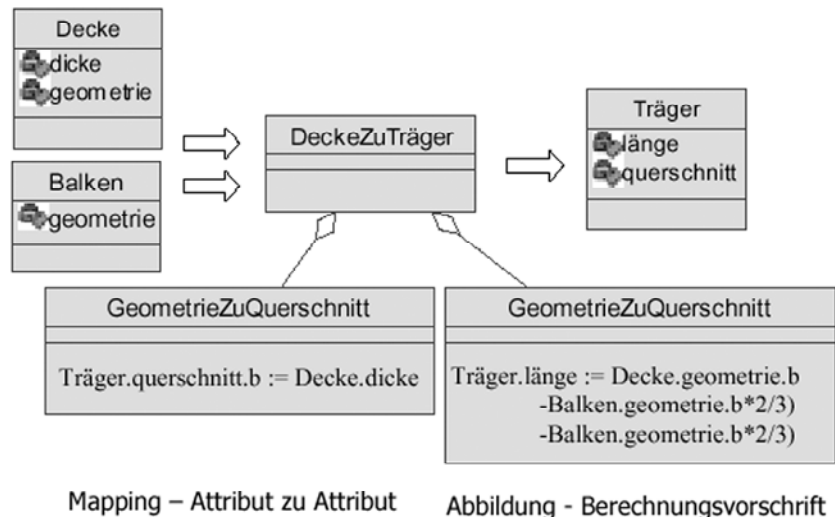 Decke
dicke
geometrie
Balken
geometrie
DeckeZuTräger
Träger
länge
querschnitt
GeometrieZuQuerschnitt
Träger.querschnitt.b := Decke.dicke
GeometrieZuQuerschnitt
Träger.länge := Decke.geometrie.b
-Balken.geometrie.b*2/3)
-Balken.geometrie.b*2/3)
Mapping – Attribut zu Attribut
Abbildung - Berechnungsvorschrift